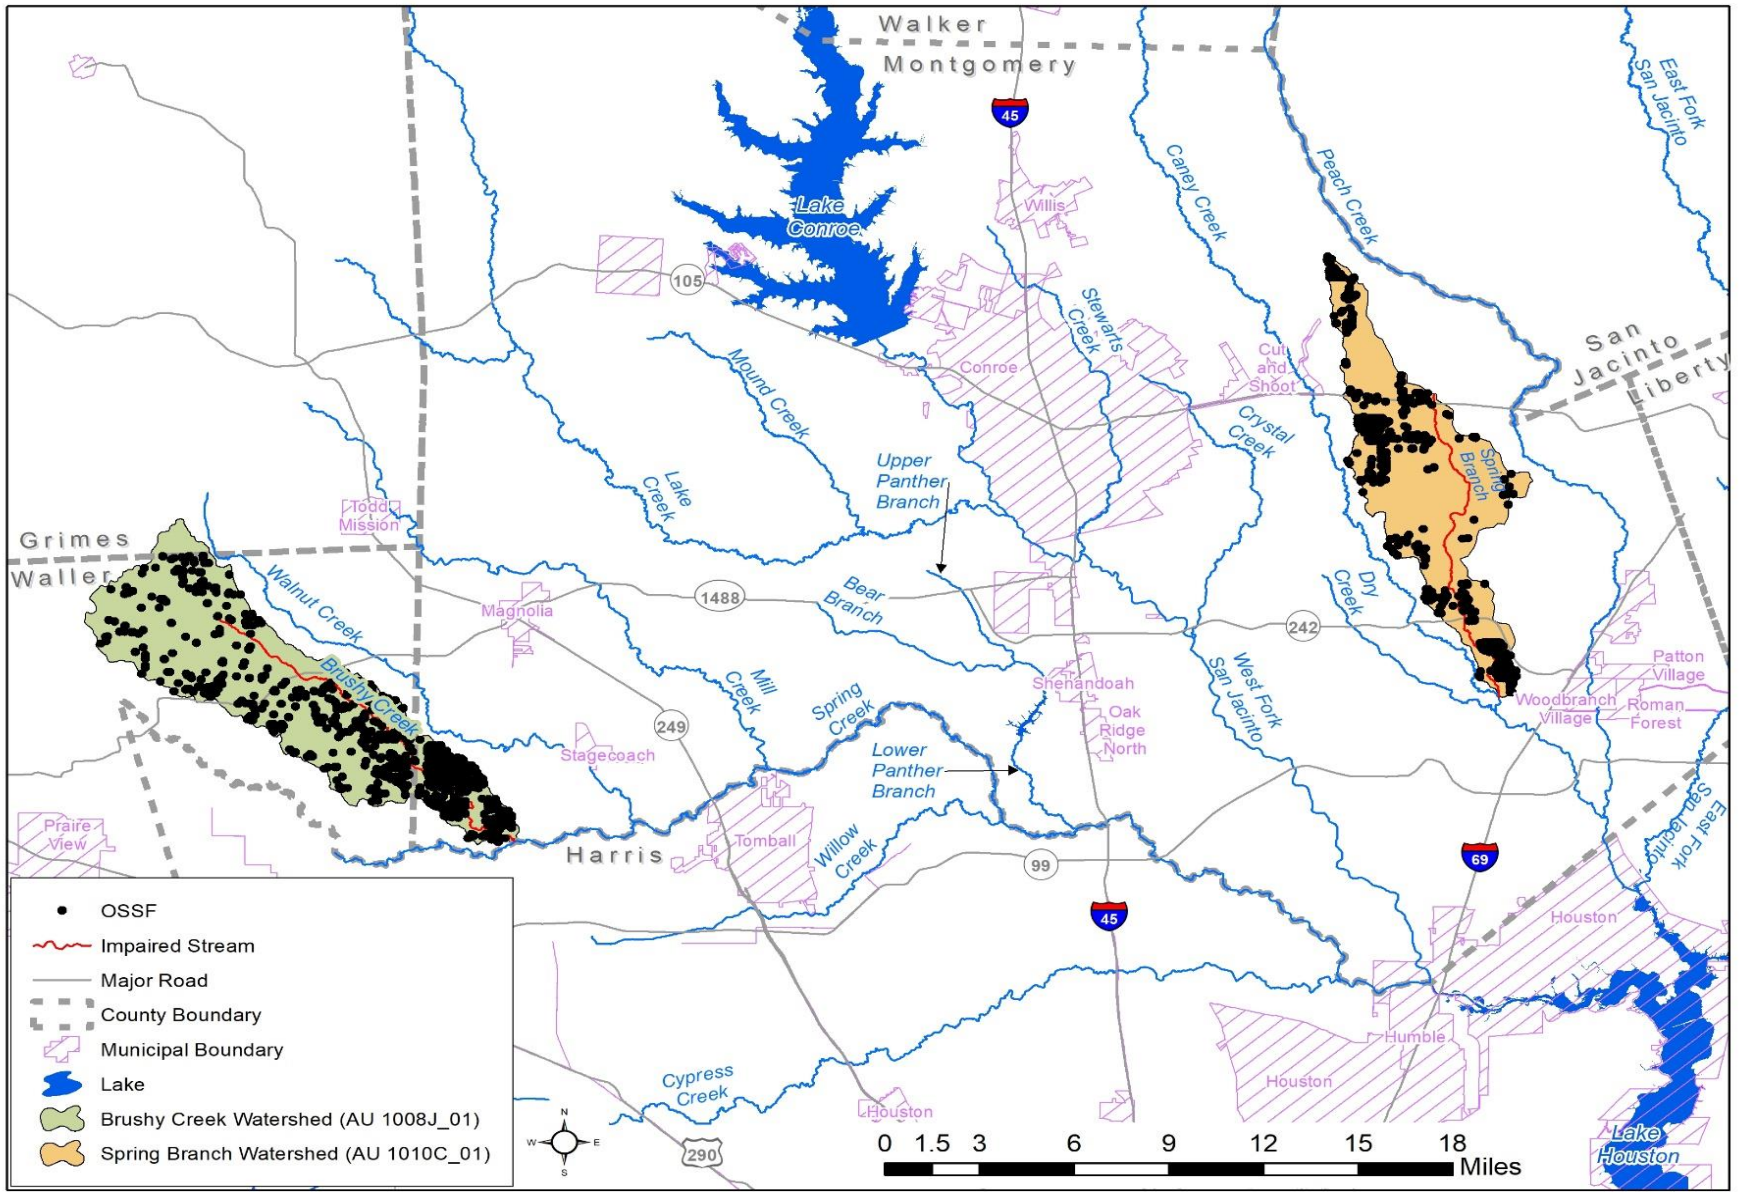 Walker
Montgomery
45
East Fork
San Jacinto
Caney Creek
Peach Creek
Willis
Lake
Conroe
105
Stewarts
Creek
San
Jacinto
Liberty
Cut
and
Shoot
Conroe
Mound Creek
Crystal
Creek
Upper
Panther
Branch
Spring
Branch
Lake
Creek
Todd
Mission
Grimes
Waller
Walnut Creek
Magnolia
1488
Bear
Branch
Dry
Creek
242
Brushy Creek
Mill
Creek
Spring
Creek
West Fork
San Jacinto
Patton
Village
Shenandoah
Woodbranch
Village
Roman
Forest
Oak
Ridge
North
249
Stagecoach
Lower
Panther
Branch
East Fork
San Jacinto
Praire
View
Harris
Tomball
Willow
Creek
99
69
45
Houston
OSSF
Impaired Stream
Major Road
County Boundary
Municipal Boundary
Lake
Brushy Creek Watershed (AU 1008J_01)
Spring Branch Watershed (AU 1010C_01)
Humble
Houston
Cypress
Creek
Houston
N
W
E
S
290
Lake
Houston
0 1.5 3 6 9 12 15 18
Miles